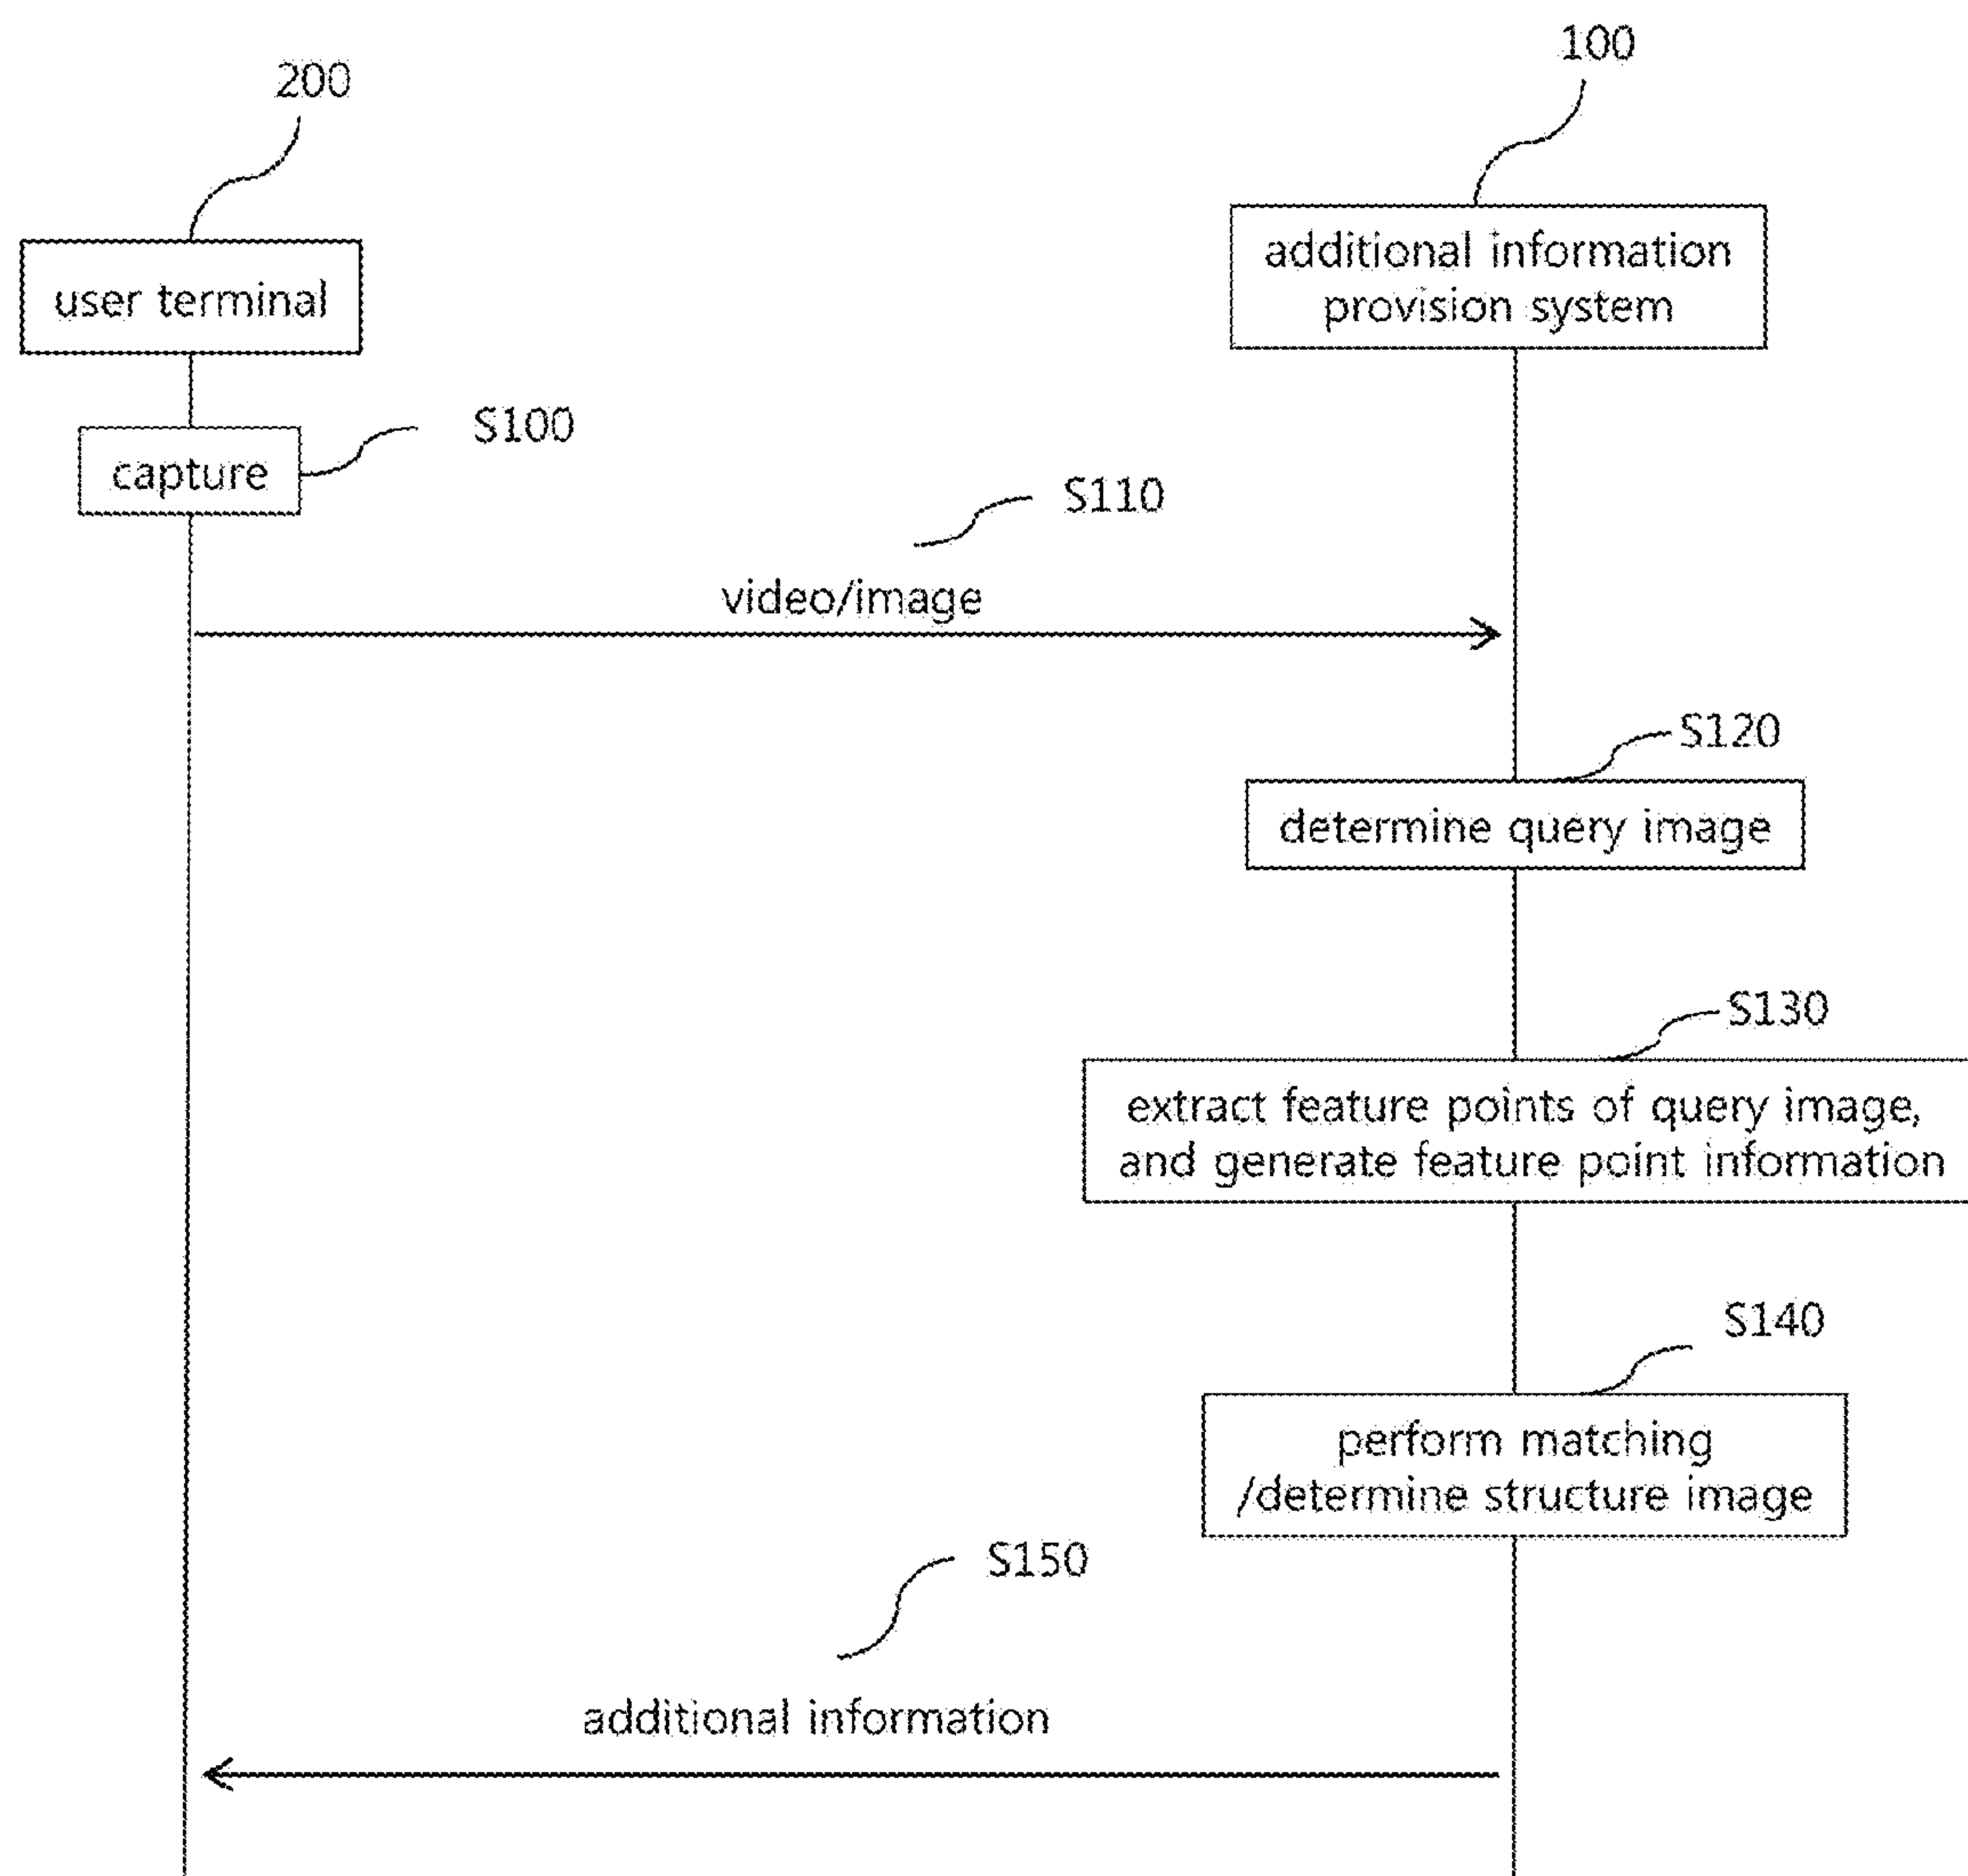 100
200
additional information
provision system
user terminal
S100
capture
S110
video/image
S120
determine query image
S130
extract feature points of query image,
and generate feature point information
S140
perform matching
/determine structure image
S150
additional information